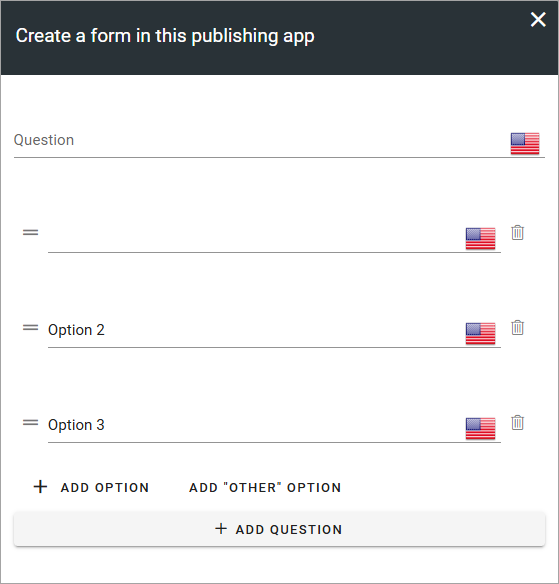 Create a form in this publishing app
Question
Option 2
Option 3
ADD OPTION
ADD "OTHER" OPTION
ADD QUESTION